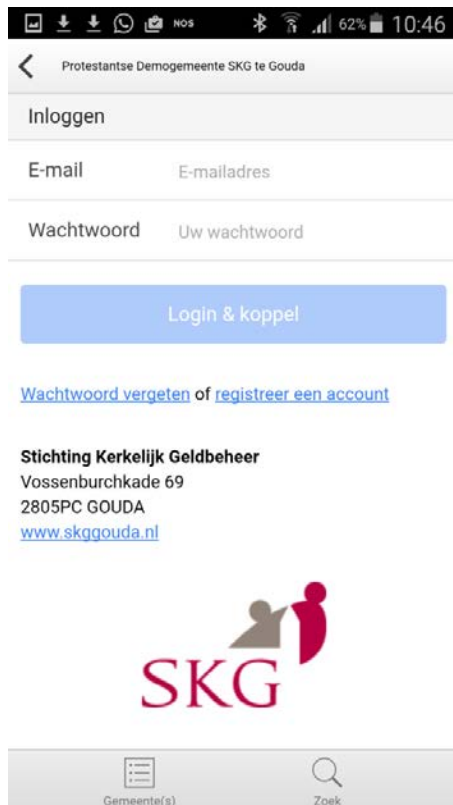 NOS 62% 10:46
Protestantse Demogemeente SKG te Gouda
Inloggen
E-mail E-mailadres
Wachtwoord Uw wachtwoord
Login & koppel
Wachtwoord vergeten of registreer een account
Stichting Kerkelijk Geldbeheer
Vossenburchkade 69
2805PC GOUDA
www.skggouda.nl
SKG
Gemeente(s) Zoek